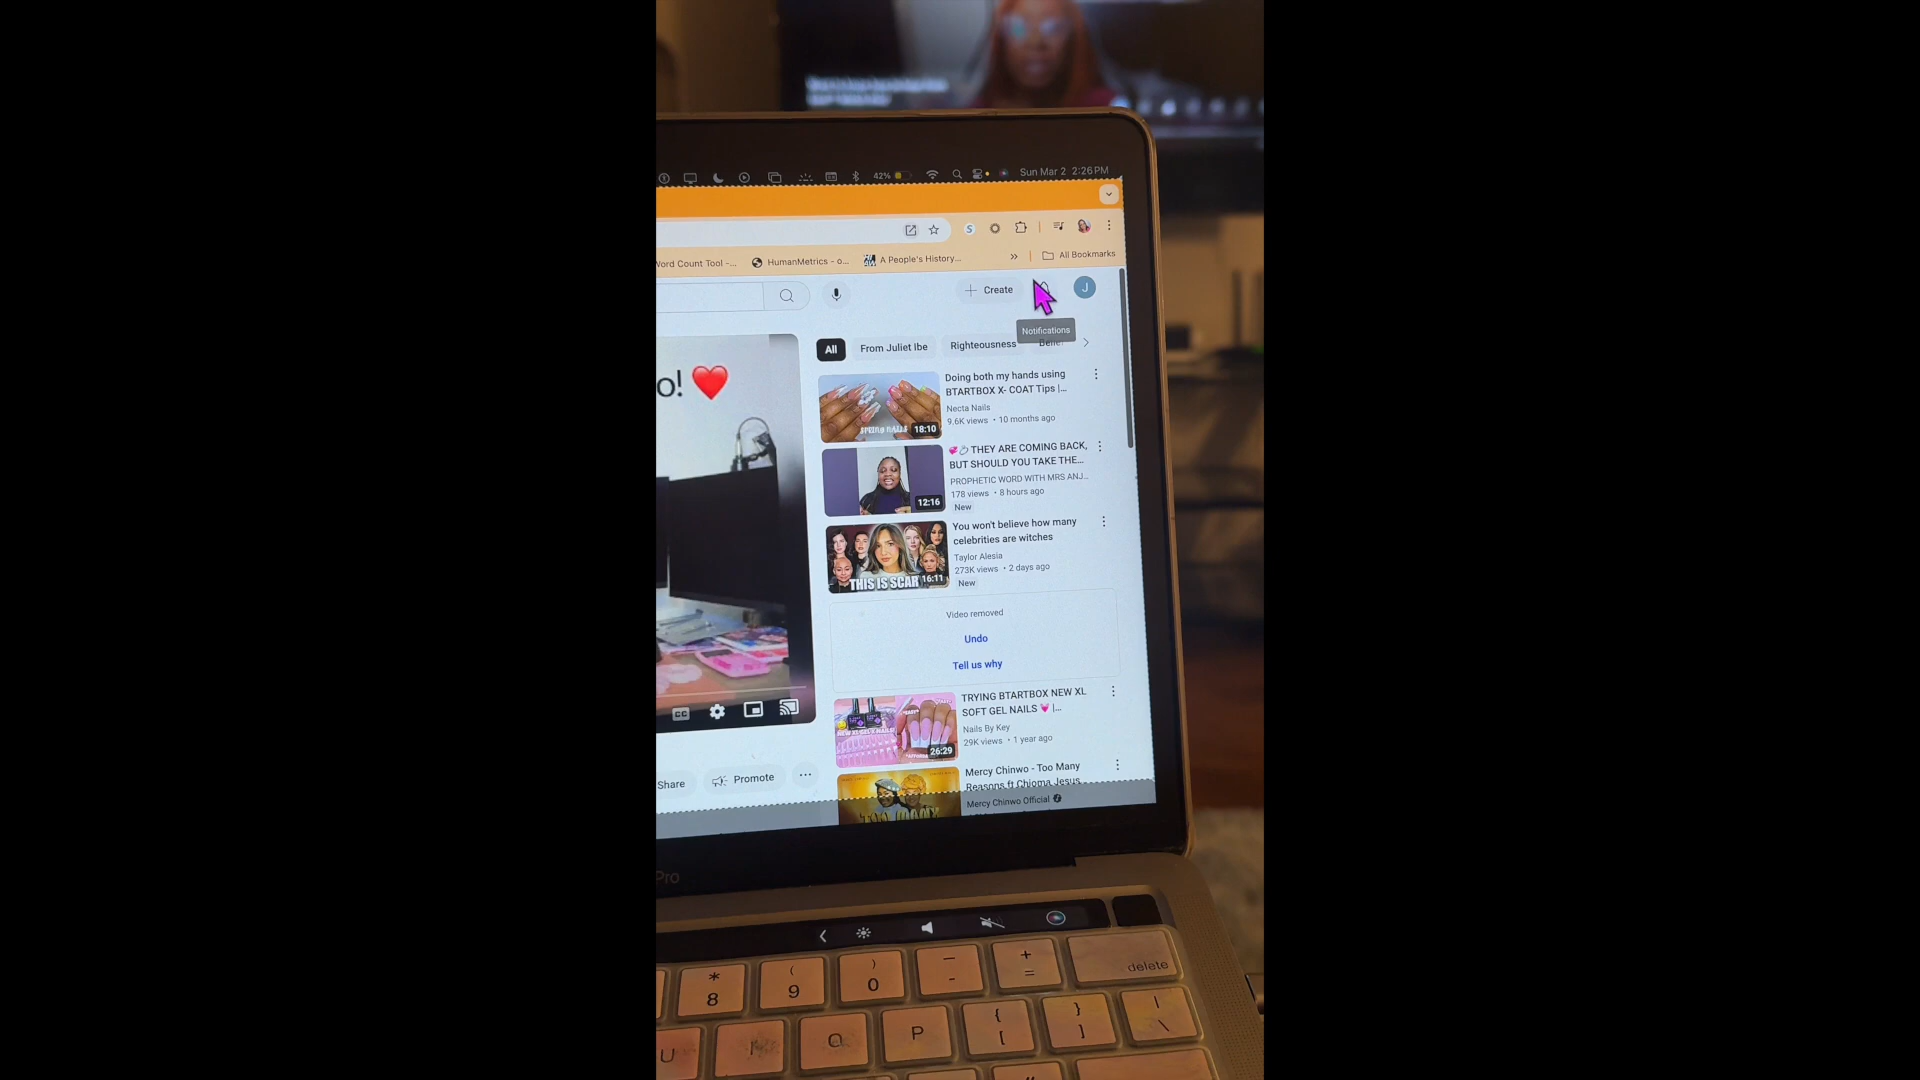 42%
Sun Mar 2 2:26 PM
Word Count Tool -...
HumanMetrics - o...
A People's History...
»
All Bookmarks
Create
J
Notifications
All
From Juliet Ibe
Righteousness
o! ❤️
Doing both my hands using
BTARTBOX X- COAT Tips |...
Necta Nails
9.6K views • 10 months ago
18:10
💞💍 THEY ARE COMING BACK,
BUT SHOULD YOU TAKE THE...
PROPHETIC WORD WITH MRS ANJ...
178 views • 8 hours ago
New
12:16
You won't believe how many
celebrities are witches
Taylor Alesia
273K views • 2 days ago
New
THIS IS SCAR
16:11
Video removed
Undo
Tell us why
TRYING BTARTBOX NEW XL
SOFT GEL NAILS 💓 |...
Nails By Key
29K views • 1 year ago
NEW XL GEL X NAILS!
26:29
CC
Share
Promote
Mercy Chinwo - Too Many
Reasons ft Chioma Jesus
Mercy Chinwo Official
Pro
* 8
( 9
) 0
_ -
+ =
delete
U
I
O
P
{ [
} ]
| \
"